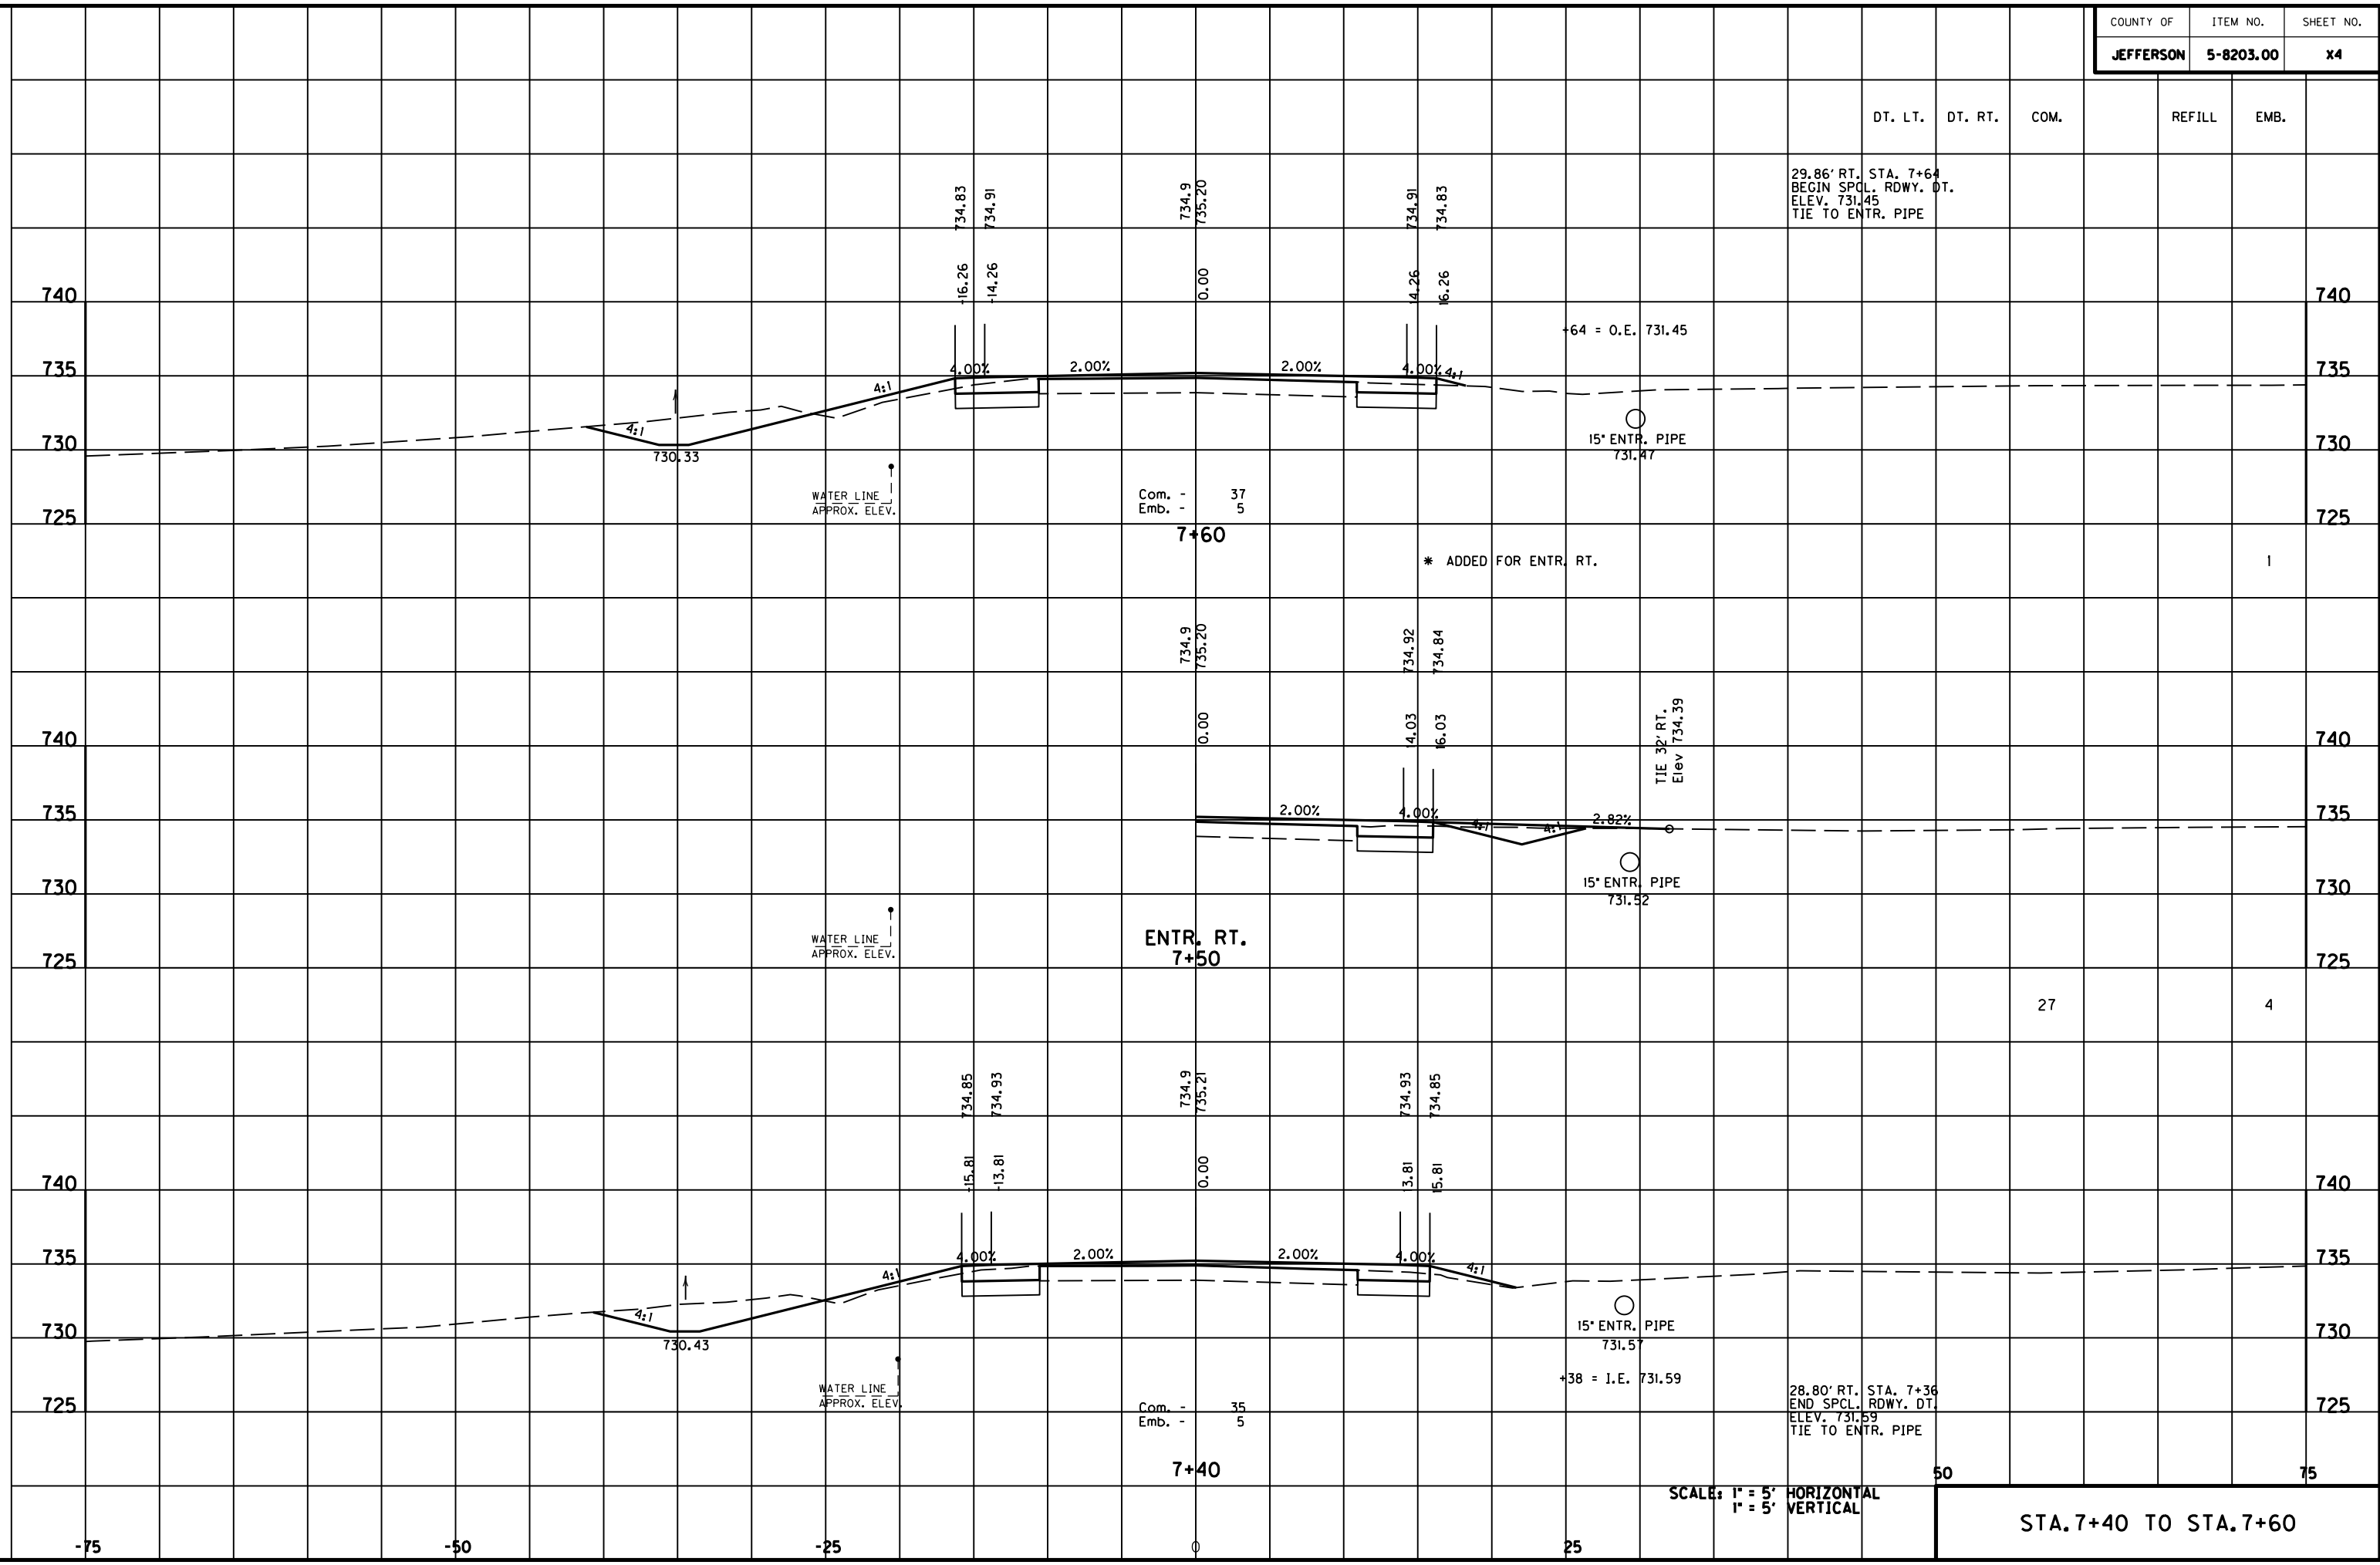 COUNTY OF ITEM NO. SHEET NO.
JEFFERSON 5-8203.00 X4
DT. LT. DT. RT. COM. REFILL EMB.
29.86' RT. STA. 7+64
BEGIN SPCL. RDWY. DT.
ELEV. 731.45
TIE TO ENTR. PIPE
734.83 734.91 734.9 735.20 734.91 734.83
-16.26 -14.26 0.00 14.26 16.26
740 740
+64 = O.E. 731.45
4.00% 2.00% 2.00% 4.00% 4:1
735 735
4:1
4:1
15" ENTR. PIPE
731.47
730 730
730.33
WATER LINE
APPROX. ELEV.
Com. - 37
Emb. - 5
725 725
7+60
* ADDED FOR ENTR. RT. 1
734.9 735.20 734.92 734.84
0.00 14.03 16.03
TIE 32' RT.
Elev 734.39
740 740
2.00% 4.00% 2.82%
735 735
4:1 4:1
15" ENTR. PIPE
731.52
730 730
WATER LINE
APPROX. ELEV.
ENTR. RT.
7+50
725 725
27 4
734.85 734.93 734.9 735.21 734.93 734.85
-15.81 -13.81 0.00 13.81 15.81
740 740
4.00% 2.00% 2.00% 4.00%
735 735
4:1 4:1
4:1
15" ENTR. PIPE
731.57
730 730
730.43
+38 = I.E. 731.59
WATER LINE
APPROX. ELEV.
28.80' RT. STA. 7+36
END SPCL. RDWY. DT.
ELEV. 731.59
TIE TO ENTR. PIPE
Com. - 35
Emb. - 5
725 725
7+40
50 75
SCALE: 1" = 5' HORIZONTAL
1" = 5' VERTICAL
STA.7+40 TO STA.7+60
-75 -50 -25 0 25